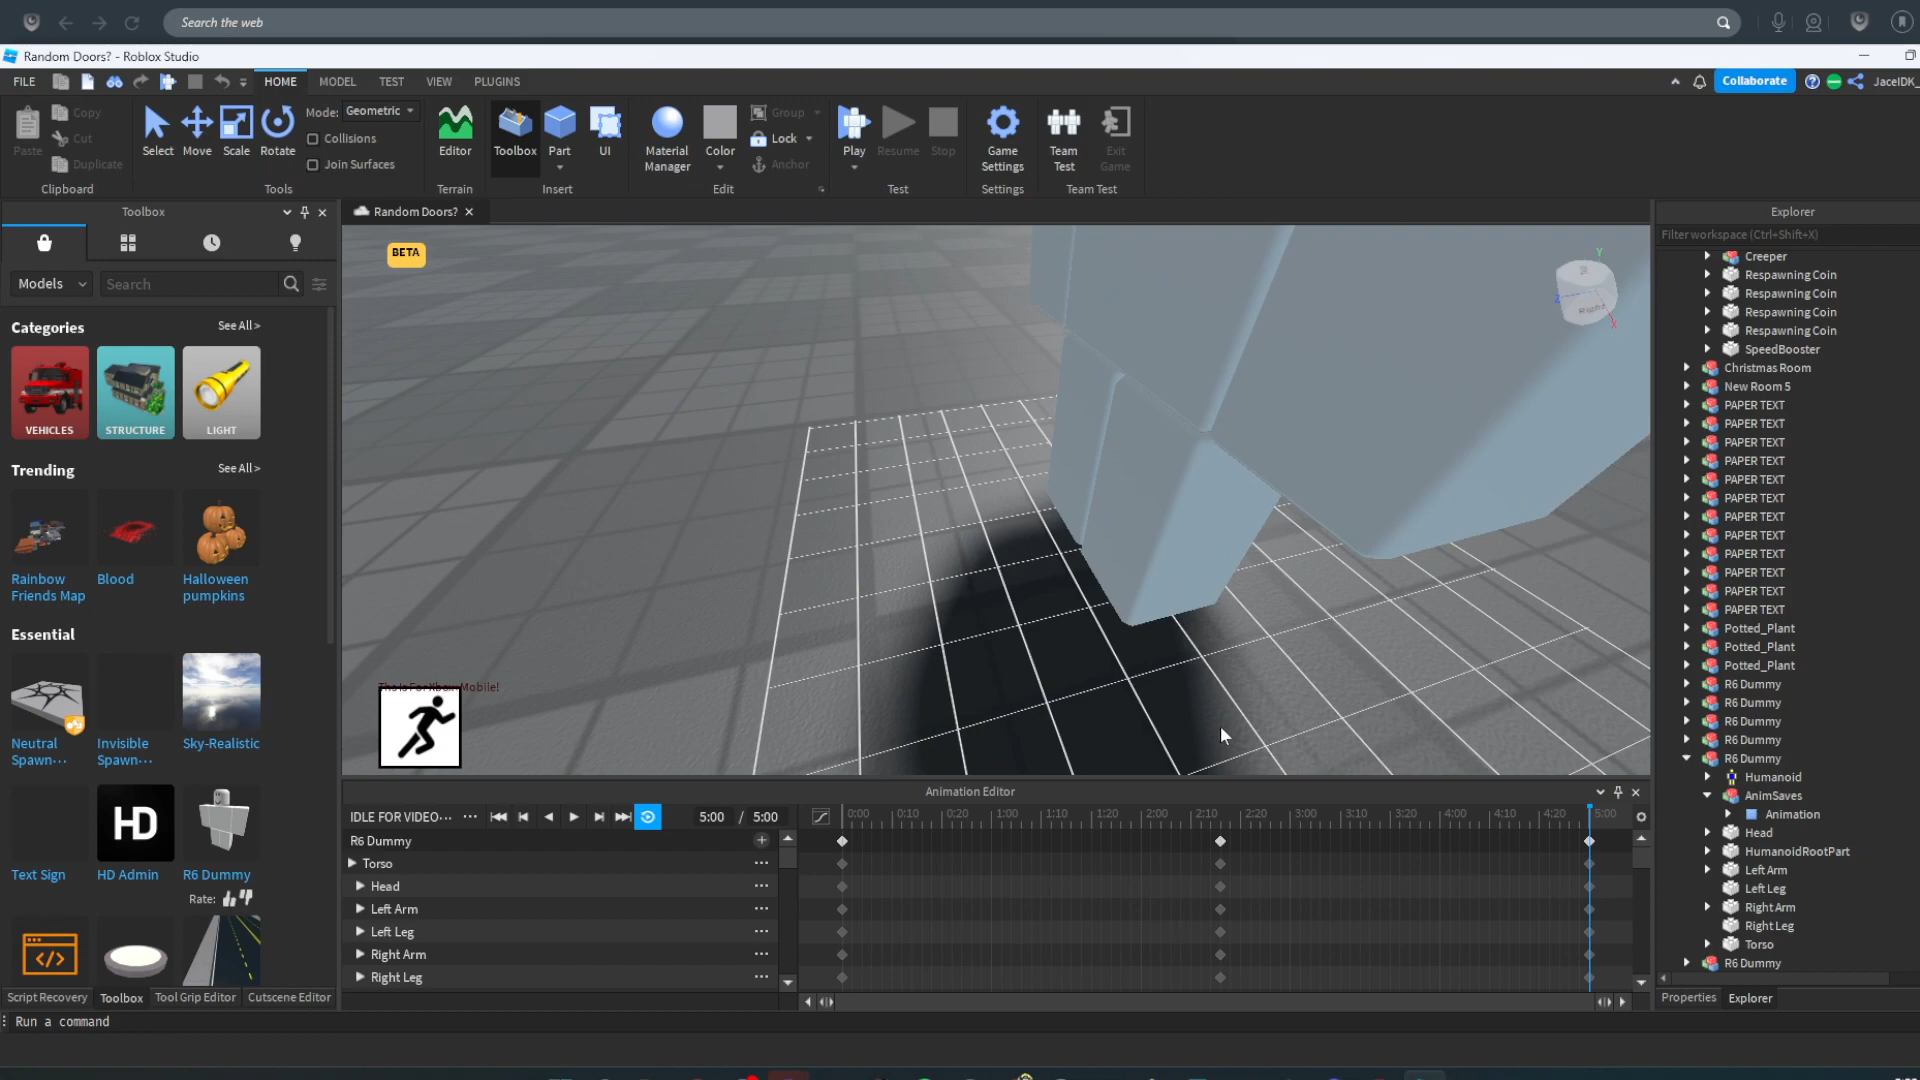 Search the web
Random Doors? - Roblox Studio
FILE
HOME
MODEL
TEST
VIEW
PLUGINS
Collaborate
JaceIDK_
Paste
Copy
Cut
Duplicate
Clipboard
Select
Move
Scale
Rotate
Mode: Geometric
Collisions
Join Surfaces
Tools
Editor
Terrain
Toolbox
Part
UI
Insert
Material
Manager
Color
Group
Lock
Anchor
Edit
Play
Resume
Stop
Test
Game
Settings
Settings
Team
Test
Exit
Game
Team Test
Toolbox
Models
Search
Categories
See All >
VEHICLES
STRUCTURE
LIGHT
Trending
See All >
Rainbow
Friends Map
Blood
Halloween
pumpkins
Essential
Neutral
Spawn...
Invisible
Spawn...
Sky-Realistic
HD
Text Sign
HD Admin
R6 Dummy
Rate:
Script Recovery
Toolbox
Tool Grip Editor
Cutscene Editor
Run a command
Random Doors?
BETA
Animation Editor
IDLE FOR VIDEO...
5:00 / 5:00
0:00 0:10 0:20 1:00 1:10 1:20 2:00 2:10 2:20 3:00 3:10 3:20 4:00 4:10 4:20 5:00
R6 Dummy
Torso
Head
Left Arm
Left Leg
Right Arm
Right Leg
Explorer
Filter workspace (Ctrl+Shift+X)
Creeper
Respawning Coin
Respawning Coin
Respawning Coin
Respawning Coin
SpeedBooster
Christmas Room
New Room 5
PAPER TEXT
PAPER TEXT
PAPER TEXT
PAPER TEXT
PAPER TEXT
PAPER TEXT
PAPER TEXT
PAPER TEXT
PAPER TEXT
PAPER TEXT
PAPER TEXT
PAPER TEXT
Potted_Plant
Potted_Plant
Potted_Plant
R6 Dummy
R6 Dummy
R6 Dummy
R6 Dummy
R6 Dummy
Humanoid
AnimSaves
Animation
Head
HumanoidRootPart
Left Arm
Left Leg
Right Arm
Right Leg
Torso
R6 Dummy
Properties
Explorer